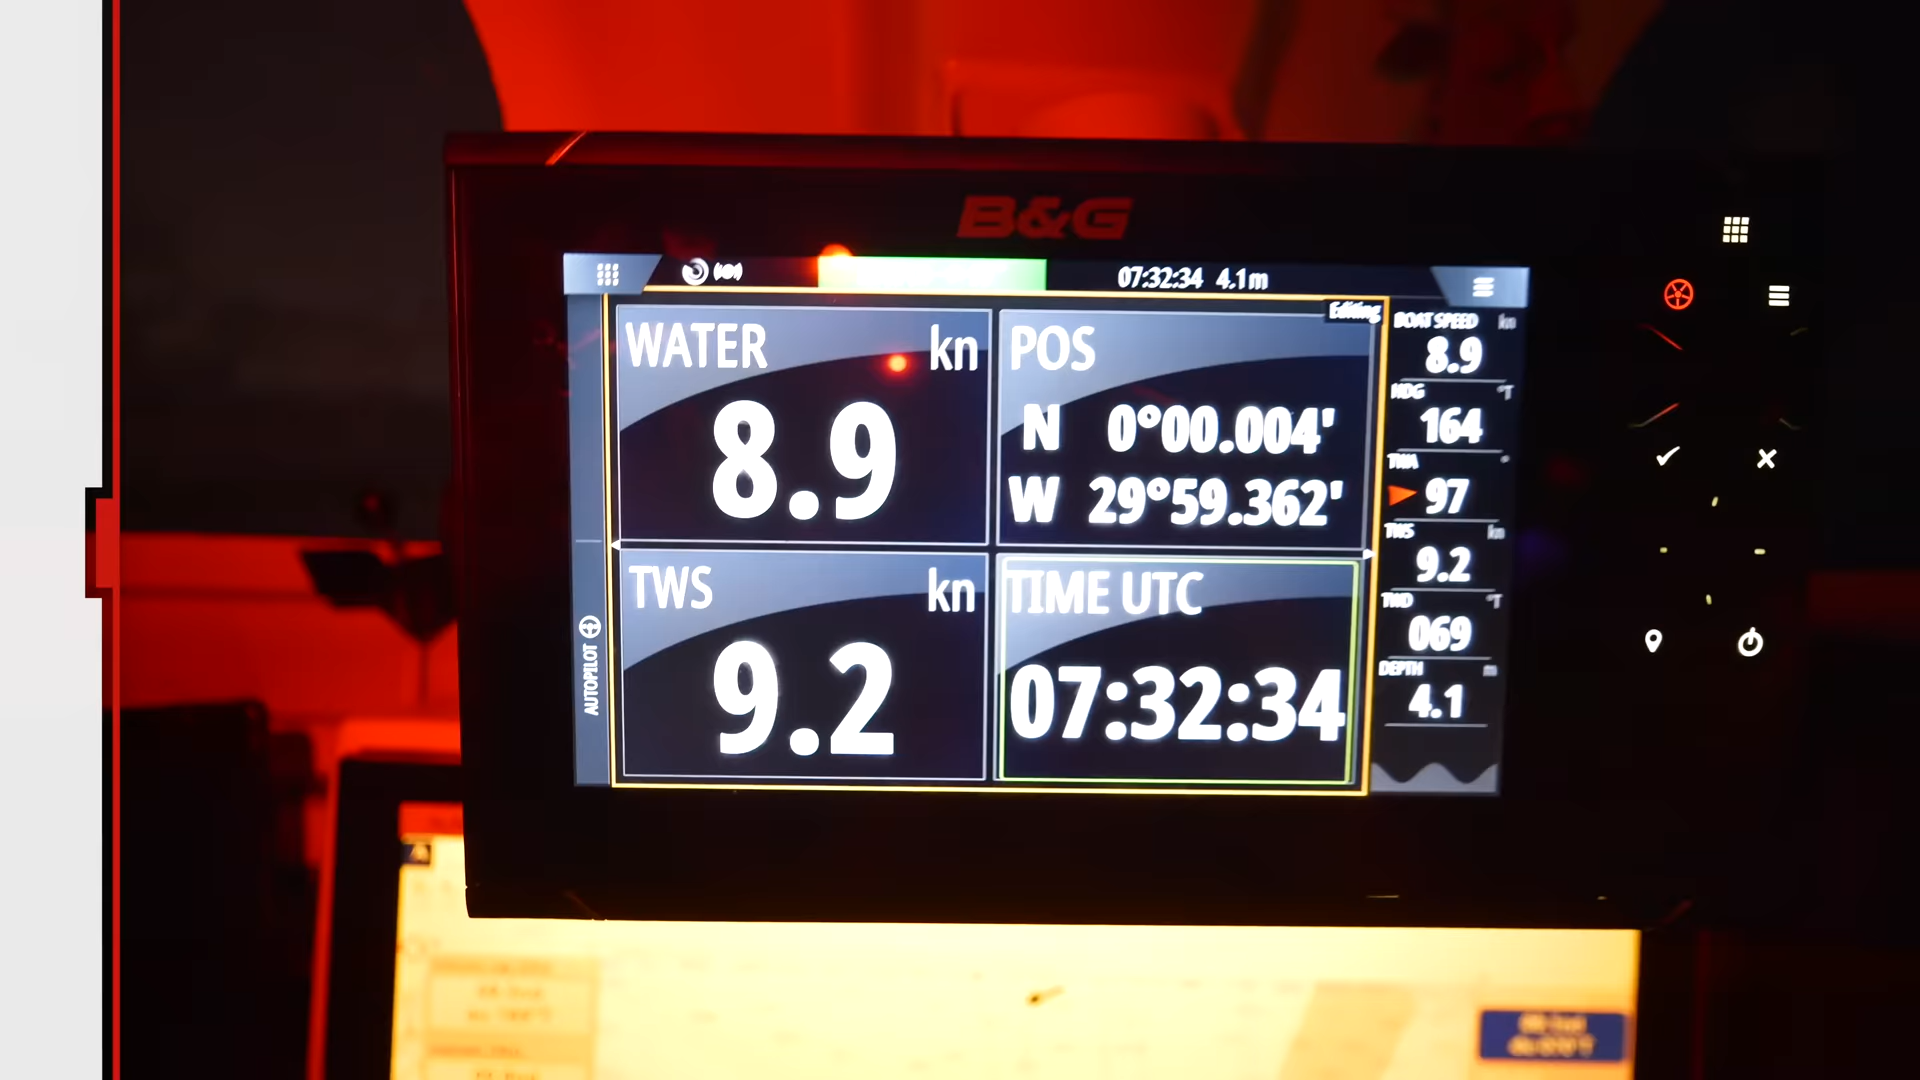 B&G
07:32:34 4.1m
Editing
WATER kn
8.9
POS
N 0°00.004'
W 29°59.362'
TWS kn
9.2
TIME UTC
07:32:34
AUTOPILOT
BOAT SPEED kn
8.9
HDG °T
164
TWA °
97
TWS kn
9.2
TWD °T
069
DEPTH m
4.1